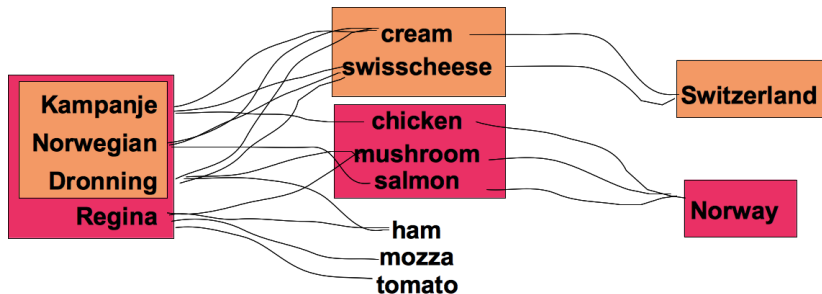 Kampanje
Norwegian
Dronning
Regina
cream
swisscheese
chicken
mushroom
salmon
ham
mozza
tomato
Switzerland
Norway